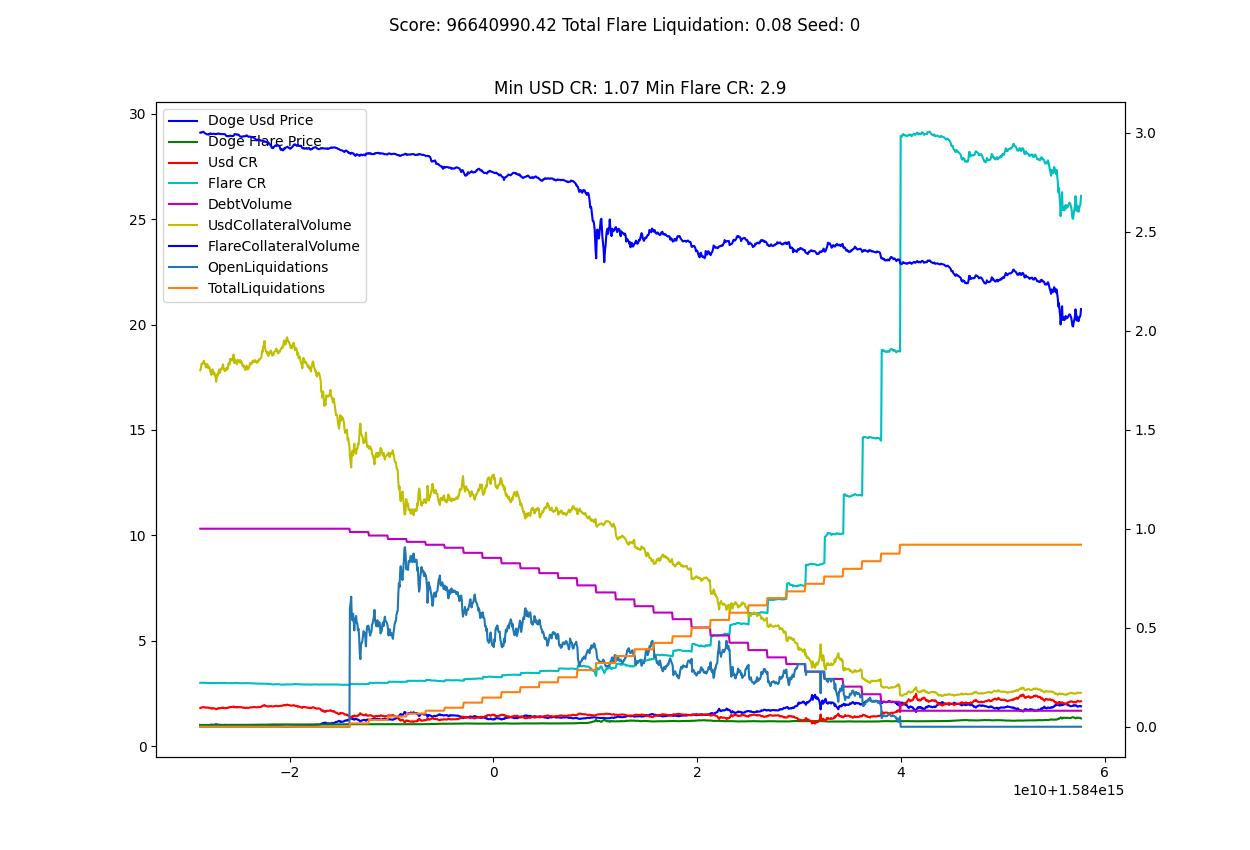 Score: 96640990.42 Total Flare Liquidation: 0.08 Seed: 0
Min USD CR: 1.07 Min Flare CR: 2.9
Doge Usd Price
Doge Flare Price
Usd CR
Flare CR
DebtVolume
UsdCollateralVolume
FlareCollateralVolume
OpenLiquidations
TotalLiquidations
30
25
20
15
10
5
0
3.0
2.5
2.0
1.5
1.0
0.5
0.0
−2 0 2 4 6
1e10+1.584e15